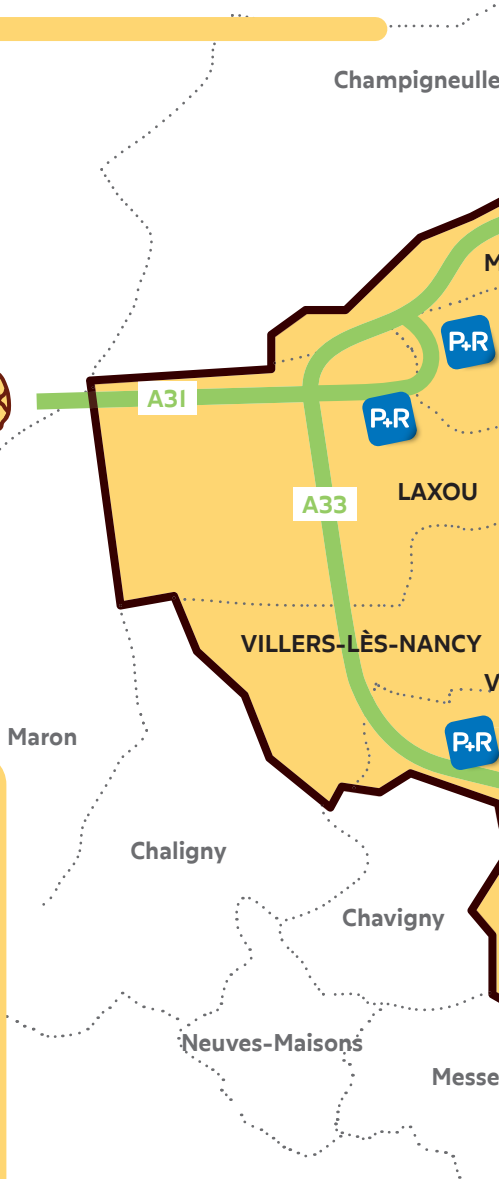 Champigneulle
M
P+R
A31
P+R
LAXOU
A33
VILLERS-LÈS-NANCY
V
Maron
P+R
Chaligny
Chavigny
Neuves-Maisons
Messe